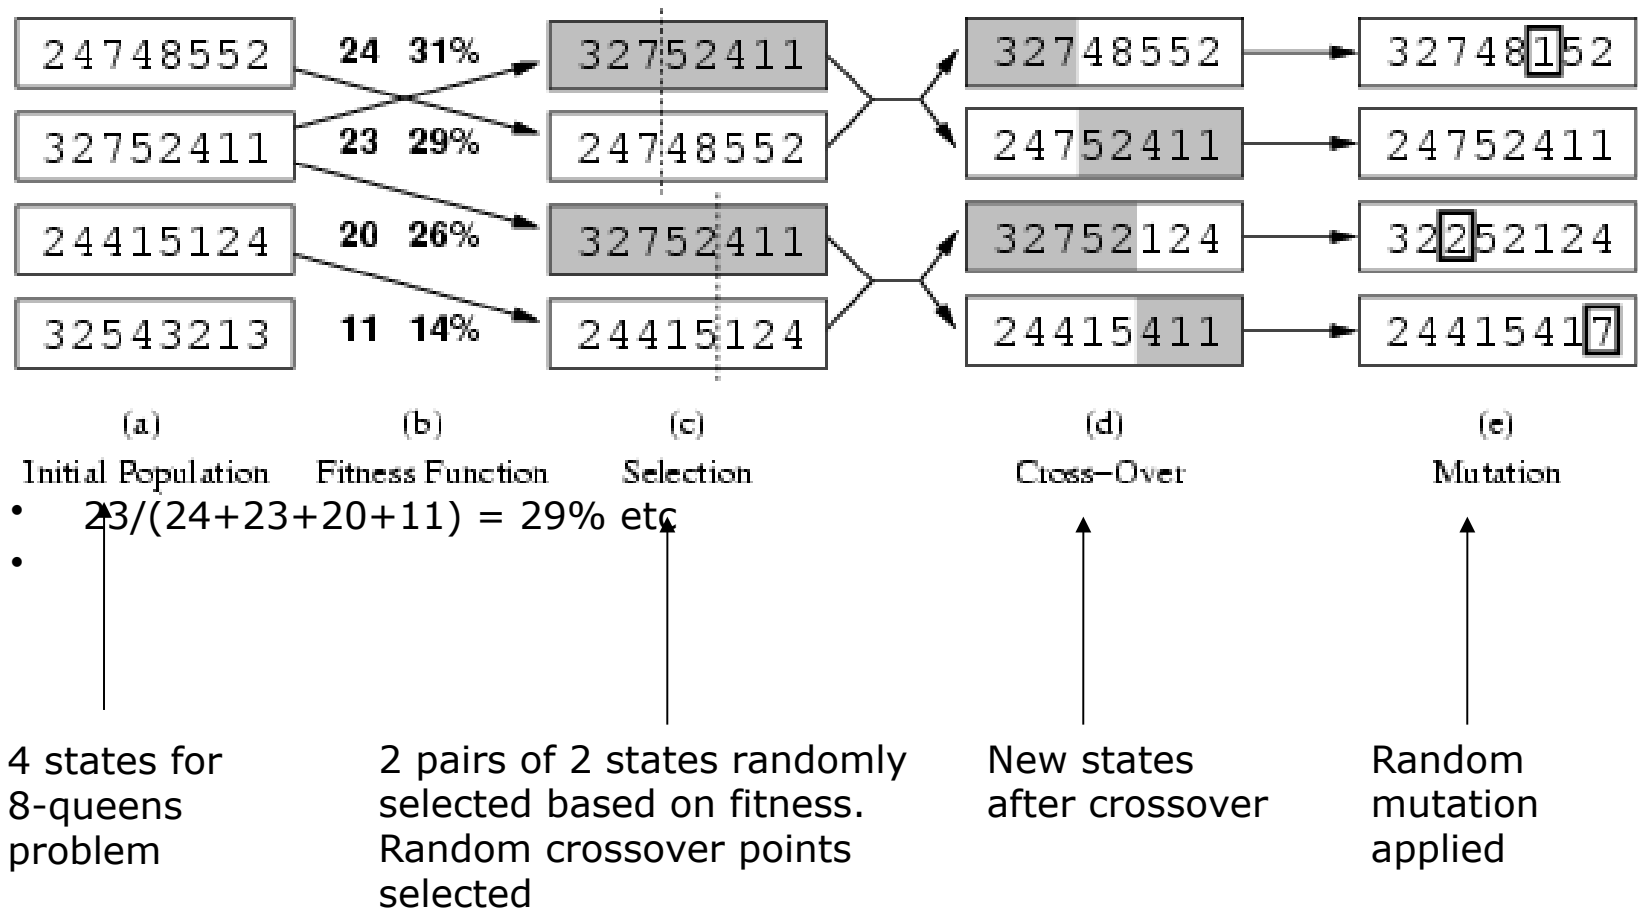 24748552 24 31% 32752411 32748552 32748152
32752411 23 29% 24748552 24752411 24752411
24415124 20 26% 32752411 32752124 32252124
32543213 11 14% 24415124 24415411 24415417
(a) (b) (c) (d) (e)
Initial Population Fitness Function Selection Cross-Over Mutation
• 23/(24+23+20+11) = 29% etc
•
4 states for
8-queens
problem
2 pairs of 2 states randomly
selected based on fitness.
Random crossover points
selected
New states
after crossover
Random
mutation
applied